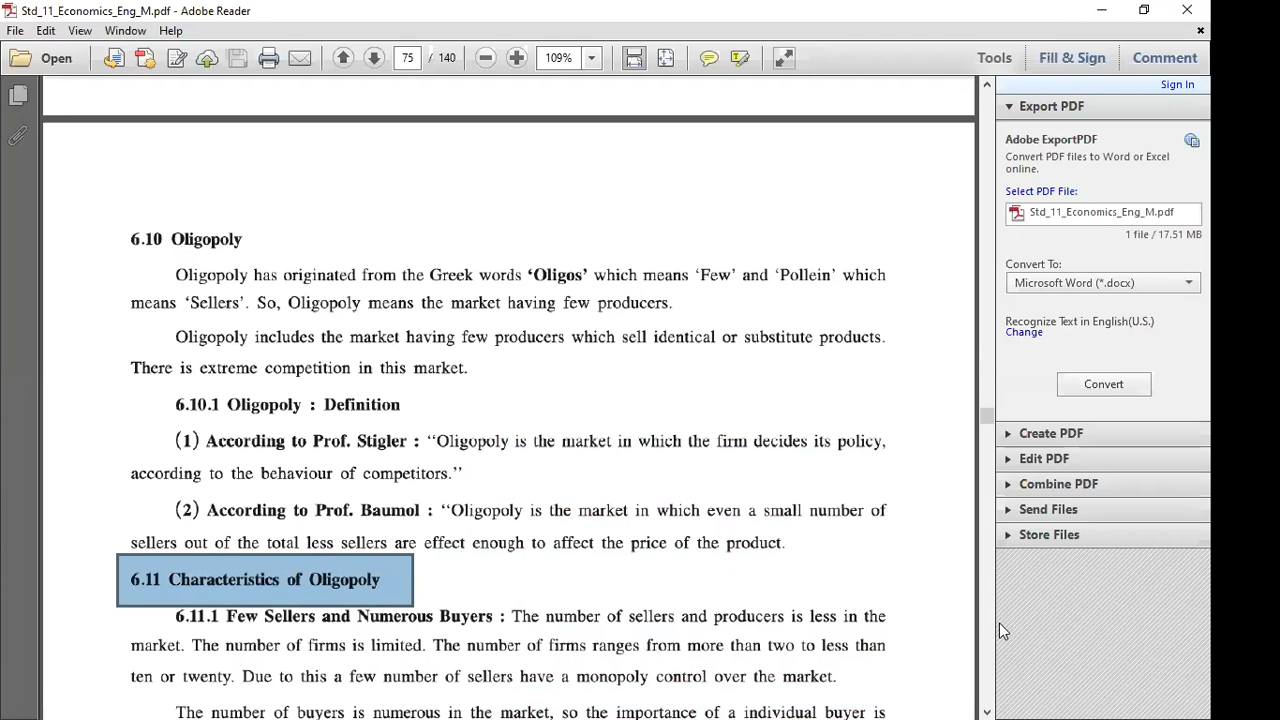 Std_11_Economics_Eng_M.pdf - Adobe Reader
File Edit View Window Help
Open 75 / 140 109% Tools Fill & Sign Comment
Sign In
Export PDF
Adobe ExportPDF
Convert PDF files to Word or Excel
online.
Select PDF File:
Std_11_Economics_Eng_M.pdf
1 file / 17.51 MB
Convert To:
Microsoft Word (*.docx)
Recognize Text in English(U.S.)
Change
Convert
Create PDF
Edit PDF
Combine PDF
Send Files
Store Files
6.10 Oligopoly
Oligopoly has originated from the Greek words ‘Oligos’ which means ‘Few’ and ‘Pollein’ which
means ‘Sellers’. So, Oligopoly means the market having few producers.
Oligopoly includes the market having few producers which sell identical or substitute products.
There is extreme competition in this market.
6.10.1 Oligopoly : Definition
(1) According to Prof. Stigler : ‘‘Oligopoly is the market in which the firm decides its policy,
according to the behaviour of competitors.’’
(2) According to Prof. Baumol : ‘‘Oligopoly is the market in which even a small number of
sellers out of the total less sellers are effect enough to affect the price of the product.
6.11 Characteristics of Oligopoly
6.11.1 Few Sellers and Numerous Buyers : The number of sellers and producers is less in the
market. The number of firms is limited. The number of firms ranges from more than two to less than
ten or twenty. Due to this a few number of sellers have a monopoly control over the market.
The number of buyers is numerous in the market, so the importance of a individual buyer is